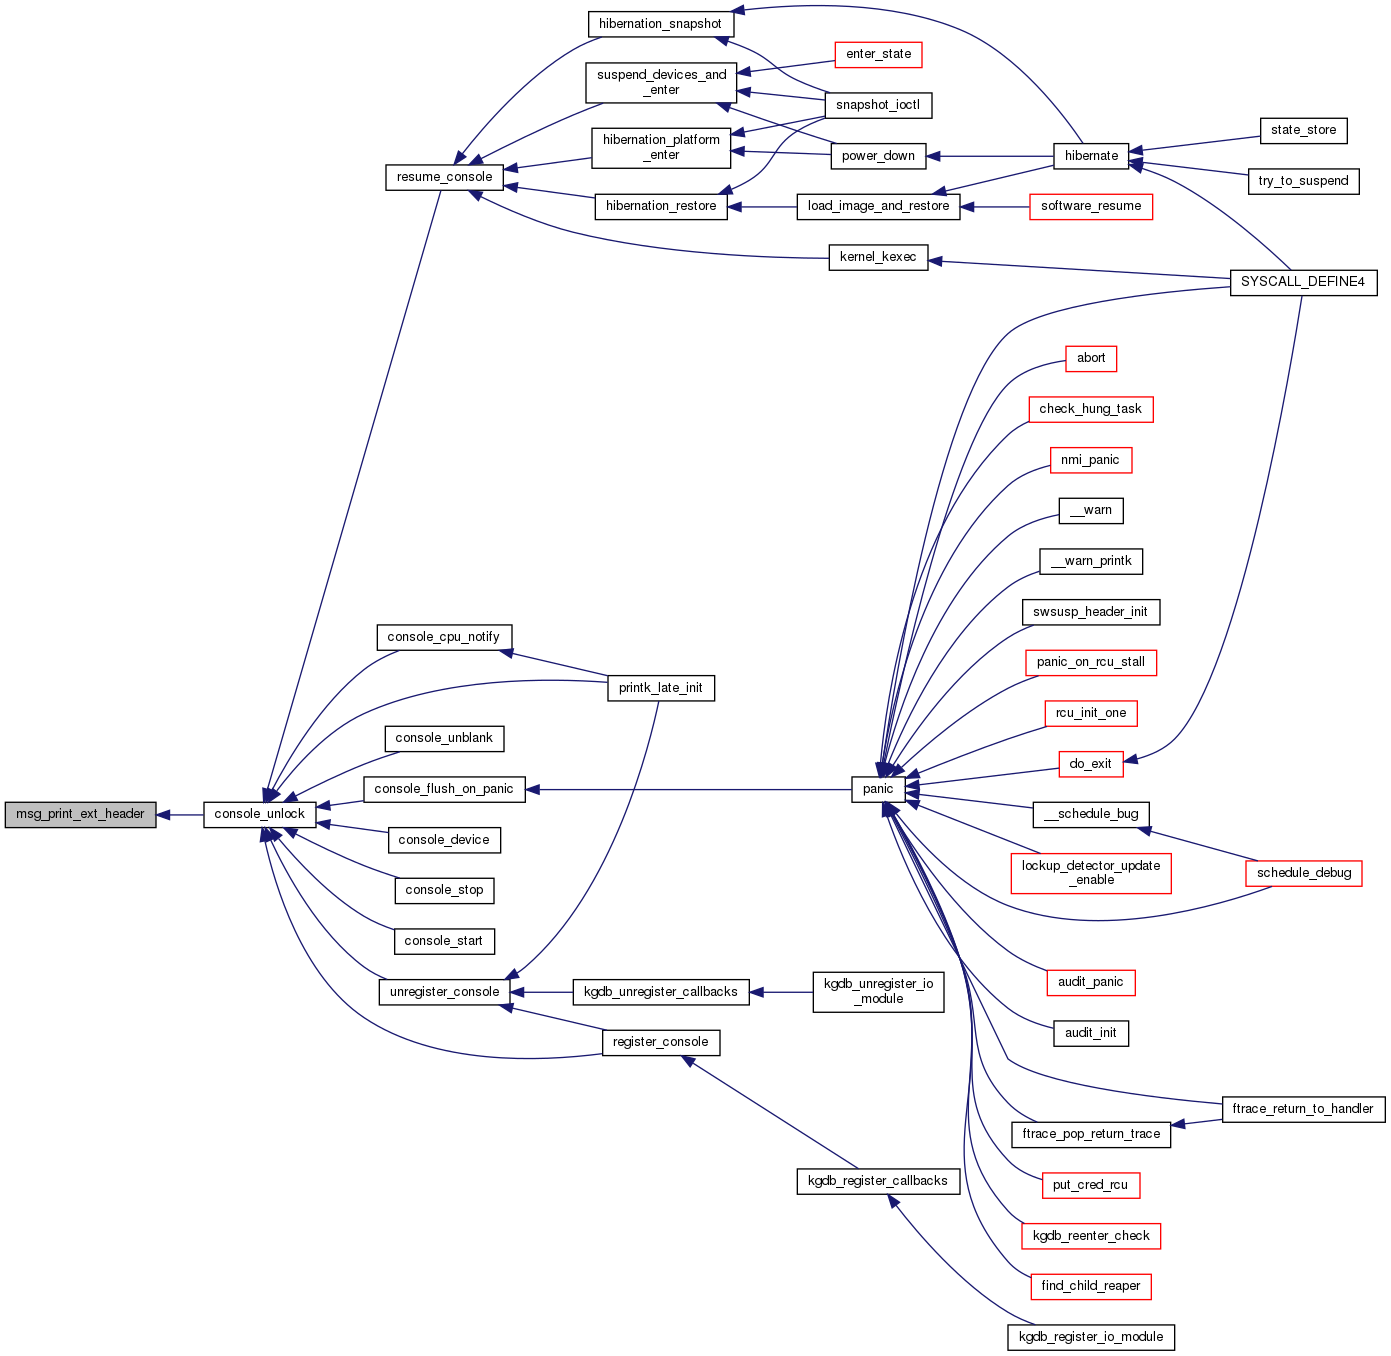 hibernation_snapshot
enter_state
suspend_devices_and
_enter
snapshot_ioctl
state_store
hibernation_platform
_enter
power_down
hibernate
resume_console
try_to_suspend
hibernation_restore
load_image_and_restore
software_resume
kernel_kexec
SYSCALL_DEFINE4
abort
check_hung_task
nmi_panic
__warn
__warn_printk
swsusp_header_init
console_cpu_notify
panic_on_rcu_stall
printk_late_init
rcu_init_one
console_unblank
do_exit
console_flush_on_panic
panic
msg_print_ext_header
console_unlock
__schedule_bug
console_device
lockup_detector_update
_enable
schedule_debug
console_stop
console_start
audit_panic
unregister_console
kgdb_unregister_callbacks
kgdb_unregister_io
_module
audit_init
register_console
ftrace_return_to_handler
ftrace_pop_return_trace
kgdb_register_callbacks
put_cred_rcu
kgdb_reenter_check
find_child_reaper
kgdb_register_io_module